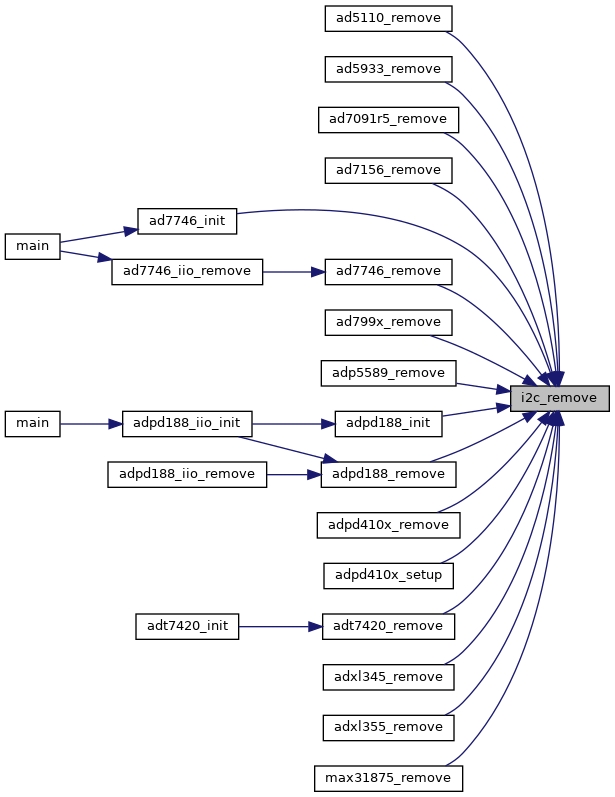 ad5110_remove
ad5933_remove
ad7091r5_remove
ad7156_remove
ad7746_init
main
ad7746_iio_remove
ad7746_remove
ad799x_remove
adp5589_remove
i2c_remove
main
adpd188_iio_init
adpd188_init
adpd188_iio_remove
adpd188_remove
adpd410x_remove
adpd410x_setup
adt7420_init
adt7420_remove
adxl345_remove
adxl355_remove
max31875_remove